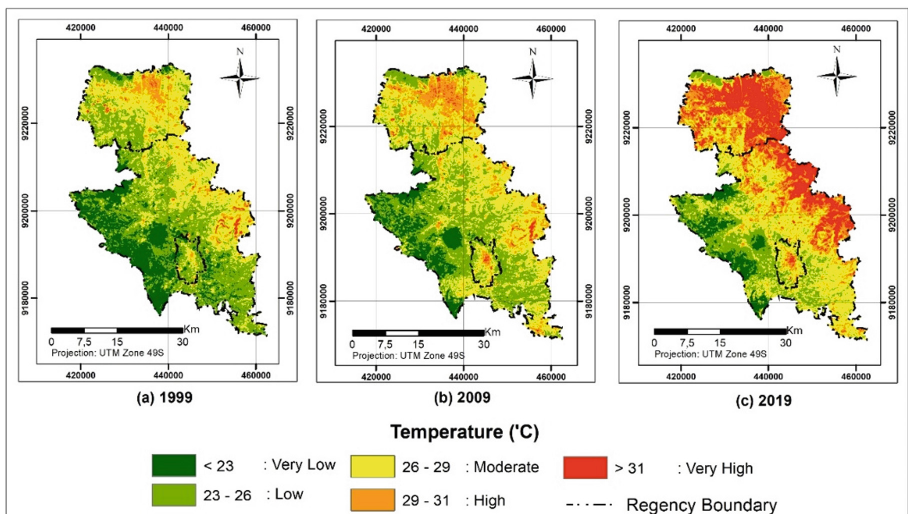 420000 440000 460000
420000 440000 460000
420000 440000 460000
N
N
N
9220000
9200000
9180000
9220000
9200000
9180000
9220000
9200000
9180000
Km
0 7,5 15 30
Projection: UTM Zone 49S
Km
0 7,5 15 30
Projection: UTM Zone 49S
Km
0 7,5 15 30
Projection: UTM Zone 49S
420000 440000 460000
420000 440000 460000
420000 440000 460000
(a) 1999
(b) 2009
(c) 2019
Temperature ('C)
< 23 : Very Low
26 - 29 : Moderate
> 31 : Very High
23 - 26 : Low
29 - 31 : High
Regency Boundary